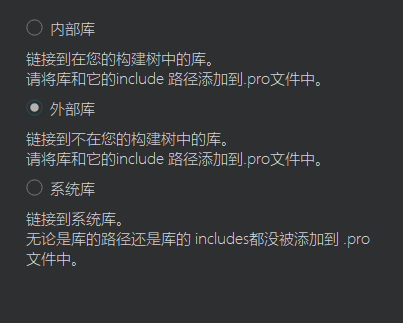 内部库
链接到在您的构建树中的库。
请将库和它的include 路径添加到.pro文件中。
外部库
链接到不在您的构建树中的库。
请将库和它的include 路径添加到.pro文件中。
系统库
链接到系统库。
无论是库的路径还是库的 includes都没被添加到 .pro
文件中。